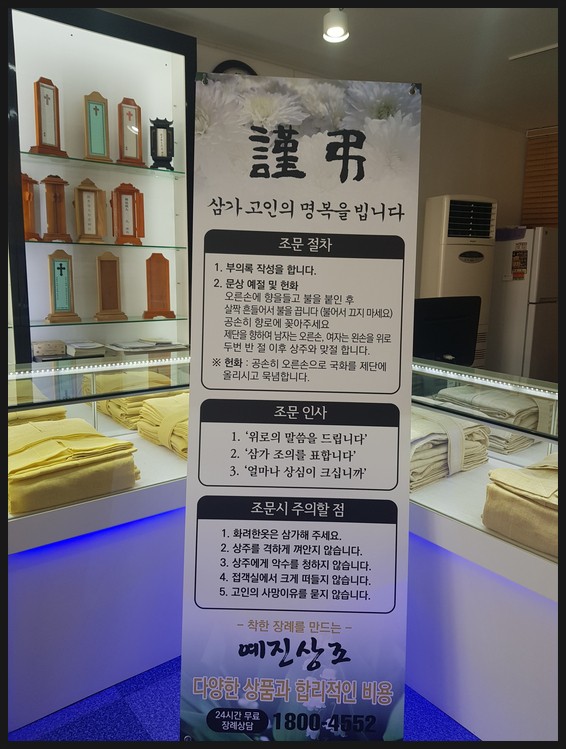 謹弔
삼가 고인의 명복을 빕니다
조문 절차
1. 부의록 작성을 합니다.
2. 문상 예절 및 헌화
오른손에 향을들고 불을 붙인 후
살짝 흔들어서 불을 끕니다 (불어서 끄지 마세요)
공손히 향로에 꽂아주세요
제단을 향하여 남자는 오른손, 여자는 왼손을 위로
두번 반 절 이후 상주와 맞절 합니다.
※ 헌화 : 공손히 오른손으로 국화를 제단에
올리시고 묵념합니다.
조문 인사
1. '위로의 말씀을 드립니다'
2. '삼가 조의를 표합니다'
3. '얼마나 상심이 크십니까'
조문시 주의할 점
1. 화려한옷은 삼가해 주세요.
2. 상주를 격하게 껴안지 않습니다.
3. 상주에게 악수를 청하지 않습니다.
4. 접객실에서 크게 떠들지 않습니다.
5. 고인의 사망이유를 묻지 않습니다.
- 착한 장례를 만드는 -
예진상조
다양한 상품과 합리적인 비용
24시간 무료
장례상담
1800-4552